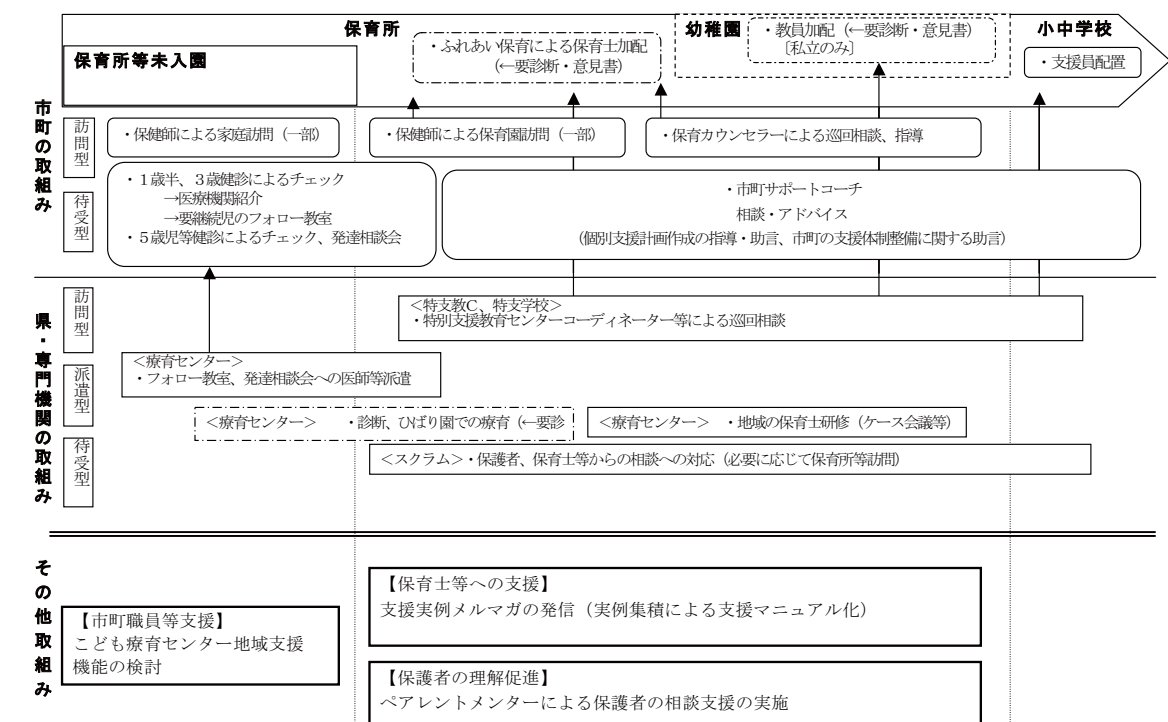 保育所
幼稚園
小中学校
保育所等未入園
・ふれあい保育による保育士加配
(←要診断・意見書)
・教員加配（←要診断・意見書）
〔私立のみ〕
・支援員配置
市町の取組み
訪問型
・保健師による家庭訪問（一部）
・保健師による保育園訪問（一部）
・保育カウンセラーによる巡回相談、指導
待受型
・１歳半、３歳健診によるチェック
→医療機関紹介
→要継続児のフォロー教室
・５歳児等健診によるチェック、発達相談会
・市町サポートコーチ
相談・アドバイス
（個別支援計画作成の指導・助言、市町の支援体制整備に関する助言）
県・専門機関の取組み
訪問型
＜特支教C、特支学校＞
・特別支援教育センターコーディネーター等による巡回相談
派遣型
＜療育センター＞
・フォロー教室、発達相談会への医師等派遣
＜療育センター＞　・診断、ひばり園での療育（←要診
＜療育センター＞　・地域の保育士研修（ケース会議等）
待受型
＜スクラム＞・保護者、保育士等からの相談への対応（必要に応じて保育所等訪問）
その他取組み
【市町職員等支援】
こども療育センター地域支援
機能の検討
【保育士等への支援】
支援実例メルマガの発信（実例集積による支援マニュアル化）
【保護者の理解促進】
ペアレントメンターによる保護者の相談支援の実施